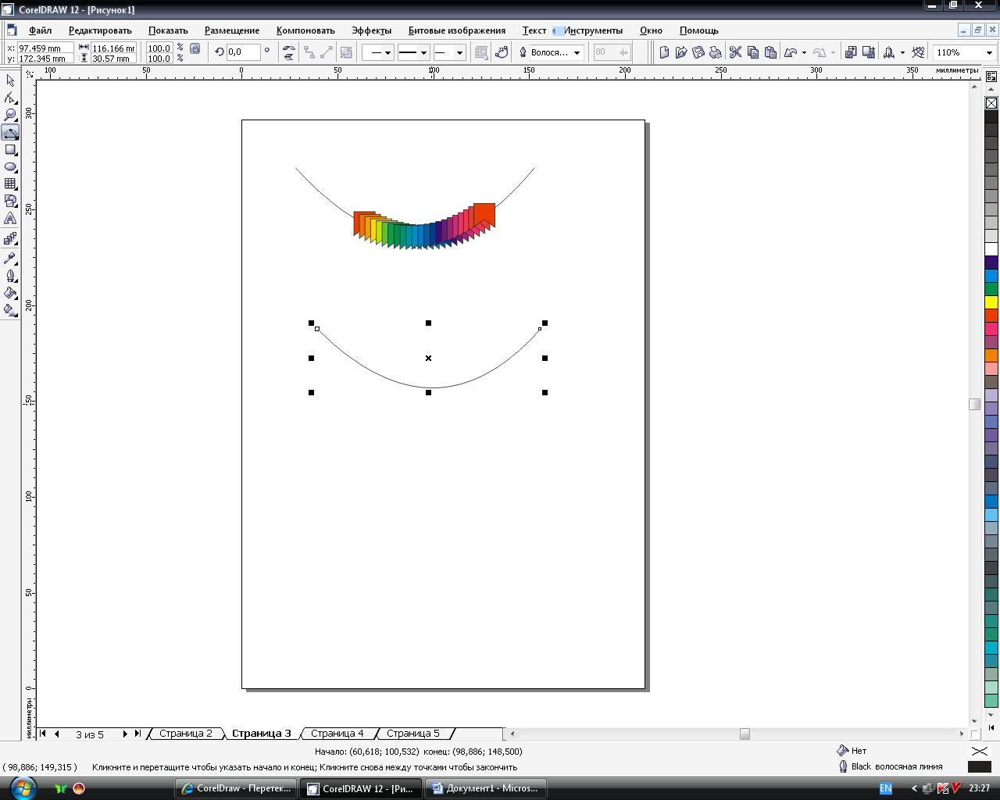 CorelDRAW 12 - [Рисунок1]
Файл Редактировать Показать Размещение Компоновать Эффекты Битовые изображения Текст Инструменты Окно Помощь
x: 97.459 mm 116.166 mm 100.0 % 0,0 ° Волося... 80 110%
y: 172.345 mm 30.57 mm 100.0 %
100 50 0 50 100 150 200 250 300 350 миллиметры
300
250
200
150
100
50
0
миллиметры
3 из 5 Страница 2 Страница 3 Страница 4 Страница 5
Начало: (60,618; 100,532) конец: (98,886; 148,500) Нет
( 98,886; 149,315 ) Кликните и перетащите чтобы указать начало и конец; Кликните снова между точками чтобы закончить Black волосяная линия
CorelDraw - Перетек... CorelDRAW 12 - [Ри... Документ1 - Micros... EN 23:27